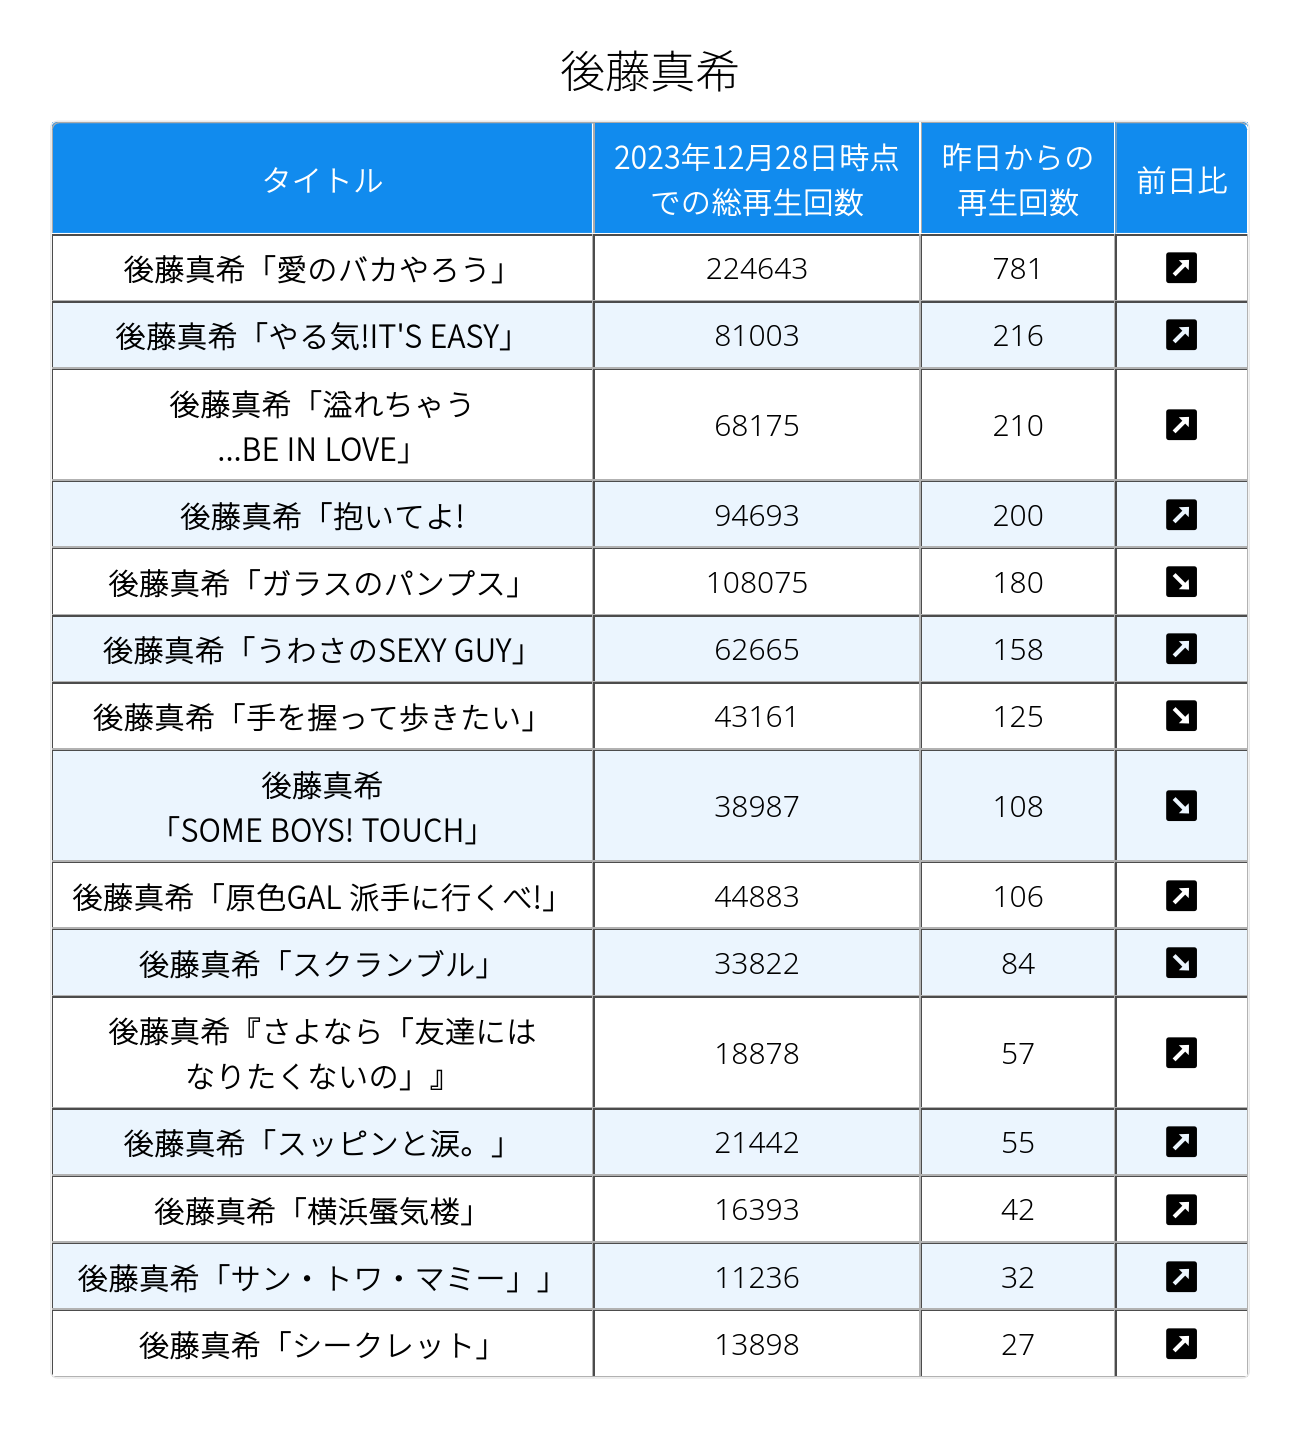 後藤真希
タイトル
2023年12月28日時点
での総再生回数
昨日からの
再生回数
前日比
後藤真希「愛のバカやろう」
224643
781
後藤真希「やる気!IT'S EASY」
81003
216
後藤真希「溢れちゃう
...BE IN LOVE」
68175
210
後藤真希「抱いてよ!
94693
200
後藤真希「ガラスのパンプス」
108075
180
後藤真希「うわさのSEXY GUY」
62665
158
後藤真希「手を握って歩きたい」
43161
125
後藤真希
「SOME BOYS! TOUCH」
38987
108
後藤真希「原色GAL 派手に行くべ!」
44883
106
後藤真希「スクランブル」
33822
84
後藤真希『さよなら「友達には
なりたくないの」』
18878
57
後藤真希「スッピンと涙。」
21442
55
後藤真希「横浜蜃気楼」
16393
42
後藤真希「サン・トワ・マミー」」
11236
32
後藤真希「シークレット」
13898
27